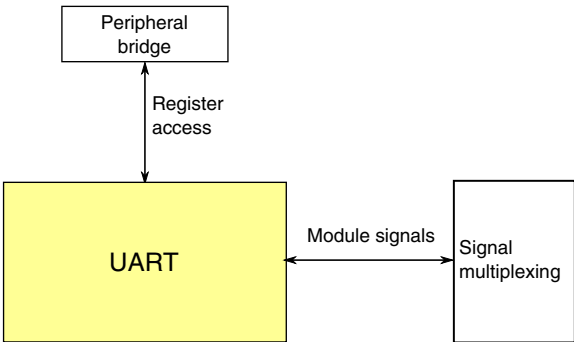 Peripheral
bridge
Register
access
UART
Module signals
Signal
multiplexing